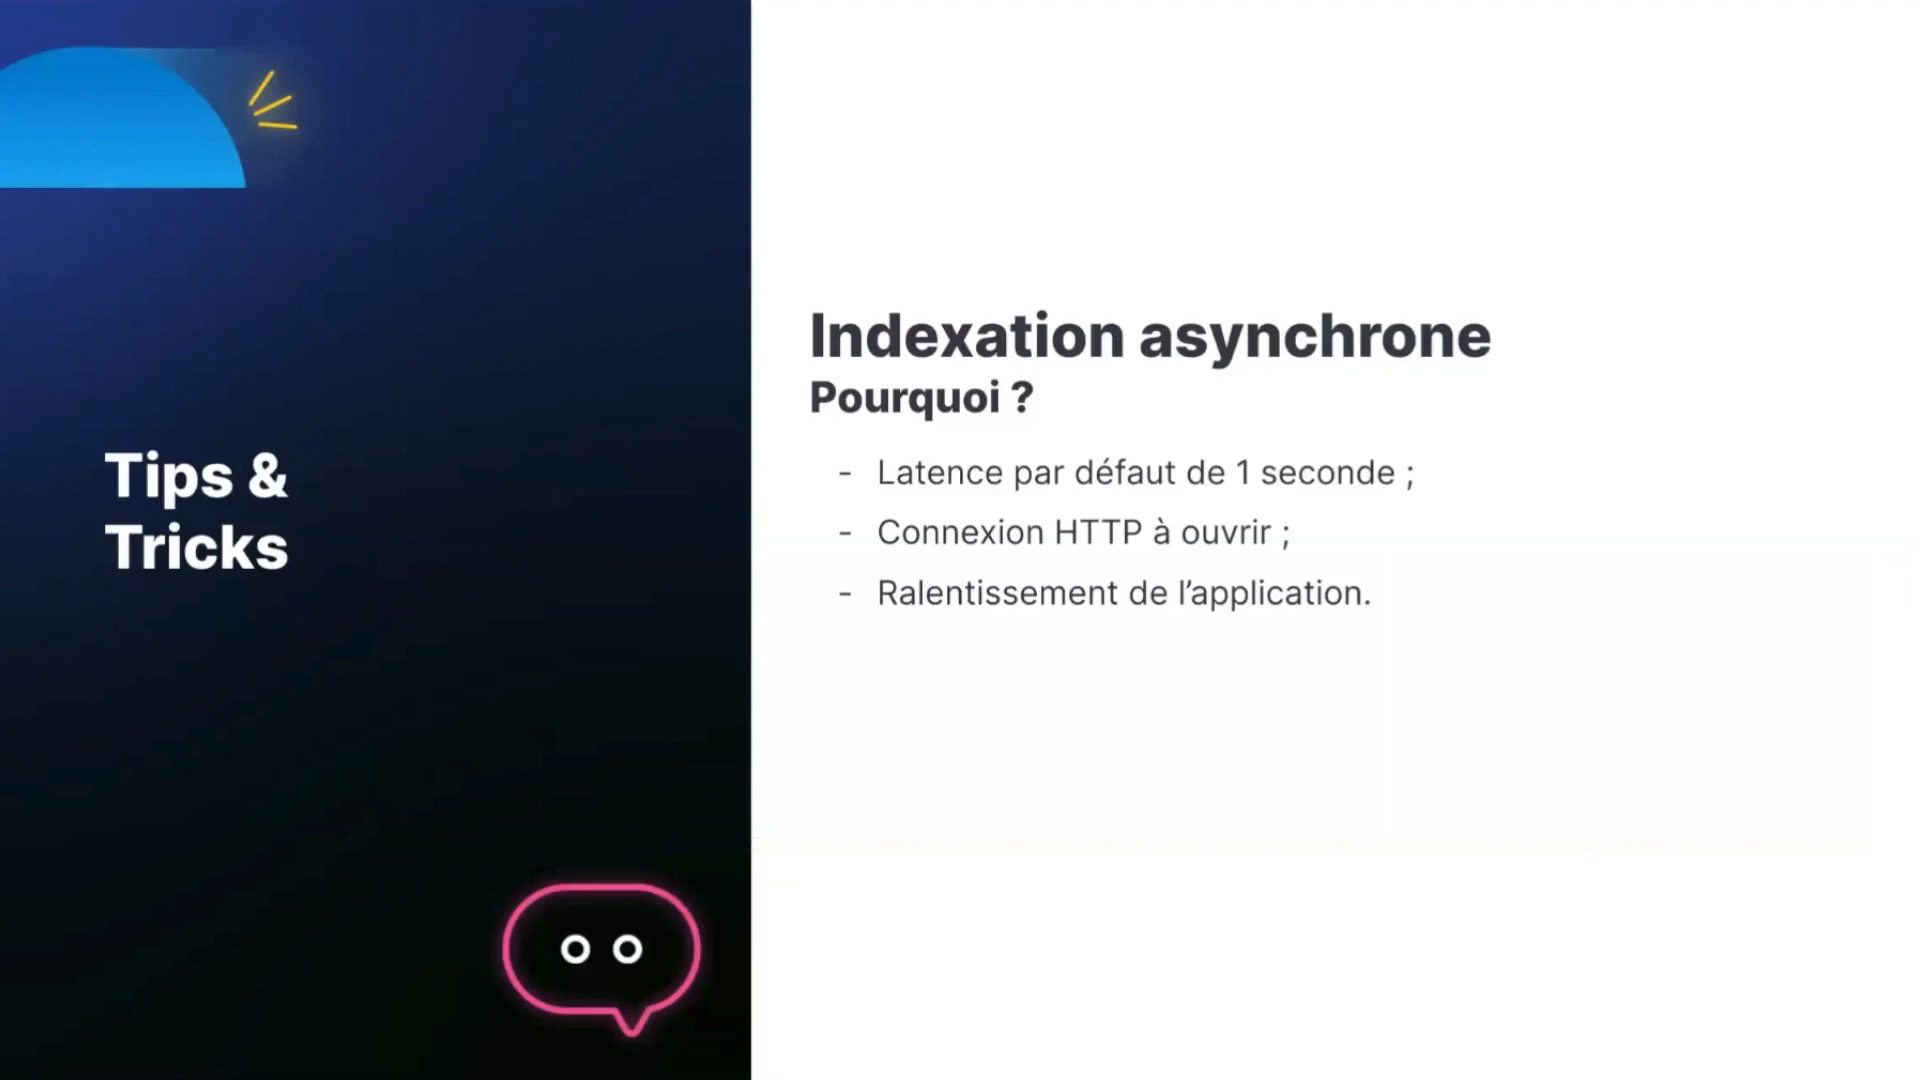 Tips &
Tricks
Indexation asynchrone
Pourquoi ?
- Latence par défaut de 1 seconde ;
- Connexion HTTP à ouvrir ;
- Ralentissement de l’application.